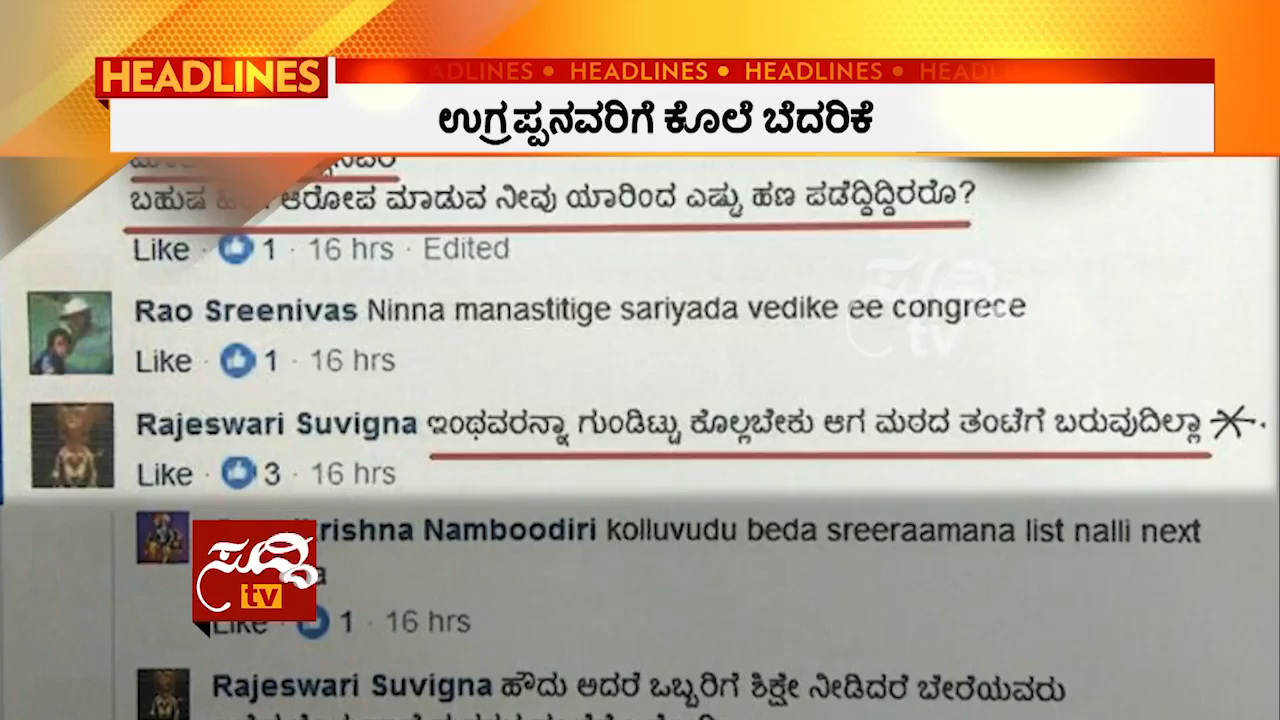 HEADLINES
HEADLINES • HEADLINES •
ಉಗ್ರಪ್ಪನವರಿಗೆ ಕೊಲೆ ಬೆದರಿಕೆ
ಆರೋಪ ಮಾಡುವ ನೀವು ಯಾರಿಂದ ಎಷ್ಟು ಹಣ ಪಡೆದ್ದಿದ್ದಿರರೊ?
Like · 1 · 16 hrs · Edited
Rao Sreenivas Ninna manastitige sariyada vedike ee congrece
Like · 1 · 16 hrs
Rajeswari Suvigna ಇಂಥವರನ್ನಾ ಗುಂಡಿಟ್ಟು ಕೊಲ್ಲಬೇಕು ಆಗ ಮಠದ ತಂಟೆಗೆ ಬರುವುದಿಲ್ಲಾ
Like · 3 · 16 hrs
Namboodiri kolluvudu beda sreeraamana list nalli next
Like · 1 · 16 hrs
Rajeswari Suvigna ಹೌದು ಅದರೆ ಒಬ್ಬರಿಗೆ ಶಿಕ್ಷೇ ನೀಡಿದರೆ ಬೇರೆಯವರು
ಸುದ್ದಿ
tv